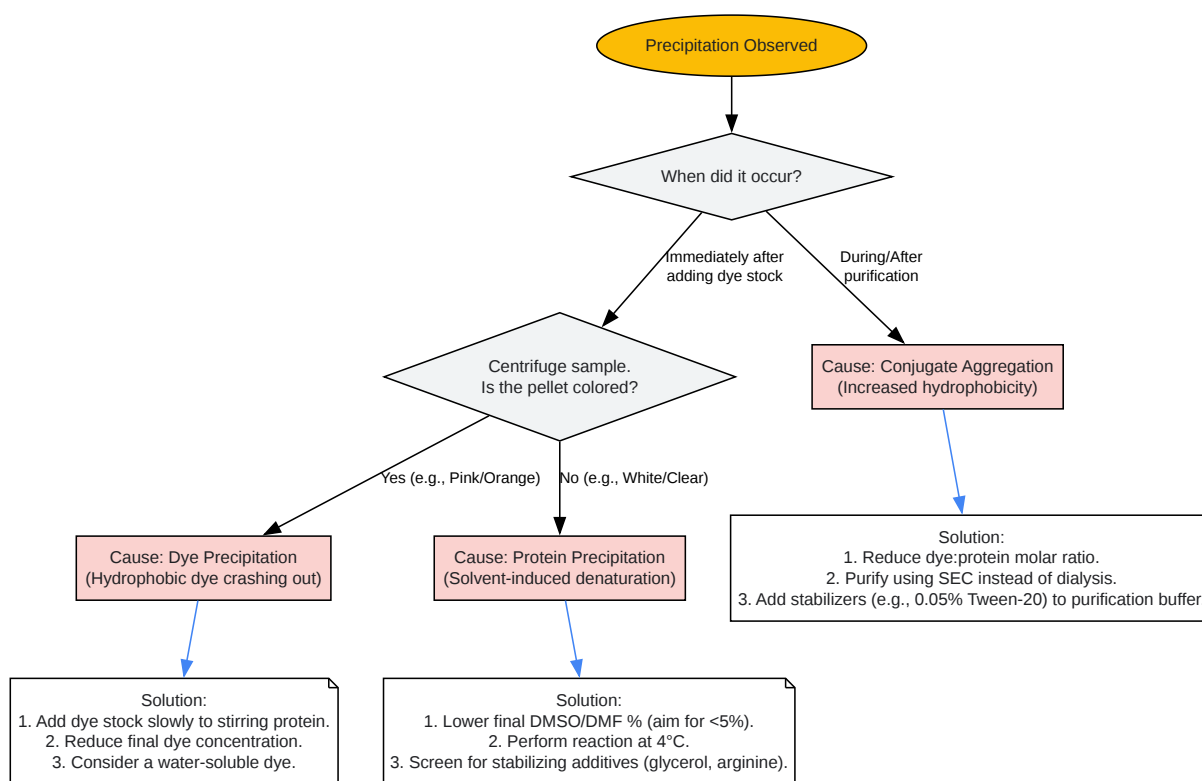 Precipitation Observed
When did it occur?
Immediately after
adding dye stock
During/After
purification
Centrifuge sample.
Is the pellet colored?
Cause: Conjugate Aggregation
(Increased hydrophobicity)
Yes (e.g., Pink/Orange)
No (e.g., White/Clear)
Cause: Dye Precipitation
(Hydrophobic dye crashing out)
Cause: Protein Precipitation
(Solvent-induced denaturation)
Solution:
1. Reduce dye:protein molar ratio.
2. Purify using SEC instead of dialysis.
3. Add stabilizers (e.g., 0.05% Tween-20) to purification buffer
Solution:
1. Add dye stock slowly to stirring protein.
2. Reduce final dye concentration.
3. Consider a water-soluble dye.
Solution:
1. Lower final DMSO/DMF % (aim for <5%).
2. Perform reaction at 4°C.
3. Screen for stabilizing additives (glycerol, arginine).